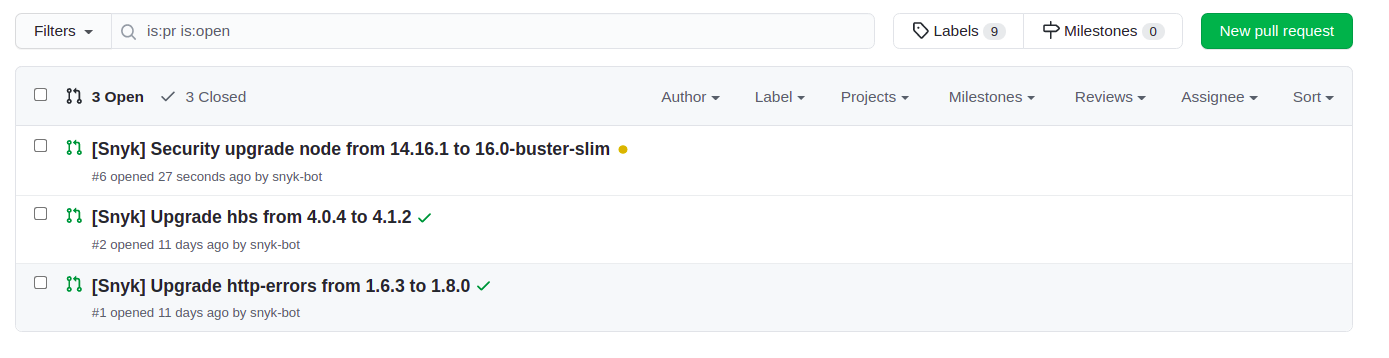 Filters is:pr is:open Labels 9 Milestones 0 New pull request
3 Open 3 Closed Author Label Projects Milestones Reviews Assignee Sort
[Snyk] Security upgrade node from 14.16.1 to 16.0-buster-slim
#6 opened 27 seconds ago by snyk-bot
[Snyk] Upgrade hbs from 4.0.4 to 4.1.2
#2 opened 11 days ago by snyk-bot
[Snyk] Upgrade http-errors from 1.6.3 to 1.8.0
#1 opened 11 days ago by snyk-bot